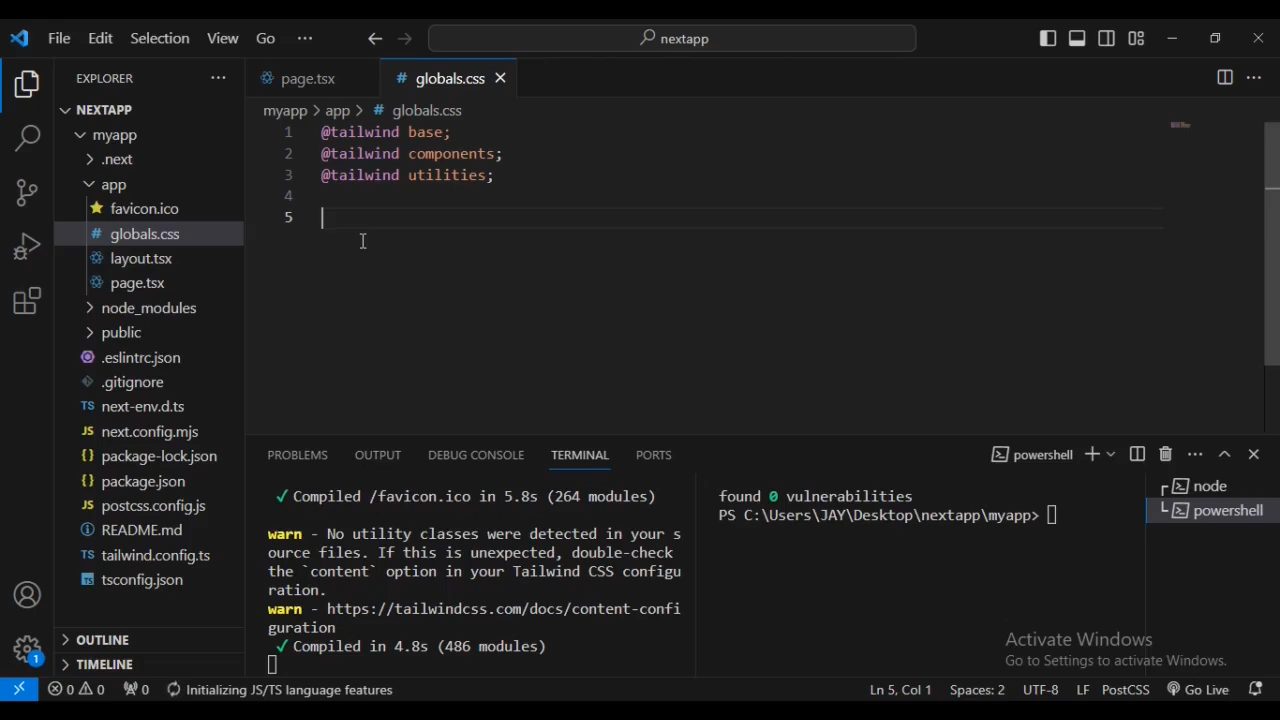 File Edit Selection View Go ··· nextapp
EXPLORER ···
NEXTAPP
myapp
.next
app
favicon.ico
globals.css
layout.tsx
page.tsx
node_modules
public
.eslintrc.json
.gitignore
TS next-env.d.ts
JS next.config.mjs
{} package-lock.json
{} package.json
JS postcss.config.js
README.md
TS tailwind.config.ts
TS tsconfig.json
OUTLINE
TIMELINE
page.tsx # globals.css
myapp > app > # globals.css
1 @tailwind base;
2 @tailwind components;
3 @tailwind utilities;
4
5
PROBLEMS OUTPUT DEBUG CONSOLE TERMINAL PORTS powershell
✓ Compiled /favicon.ico in 5.8s (264 modules)
warn - No utility classes were detected in your s
ource files. If this is unexpected, double-check
the `content` option in your Tailwind CSS configu
ration.
warn - https://tailwindcss.com/docs/content-confi
guration
✓ Compiled in 4.8s (486 modules)
found 0 vulnerabilities
PS C:\Users\JAY\Desktop\nextapp\myapp>
node
powershell
Activate Windows
Go to Settings to activate Windows.
1
0 0 0 Initializing JS/TS language features Ln 5, Col 1 Spaces: 2 UTF-8 LF PostCSS Go Live